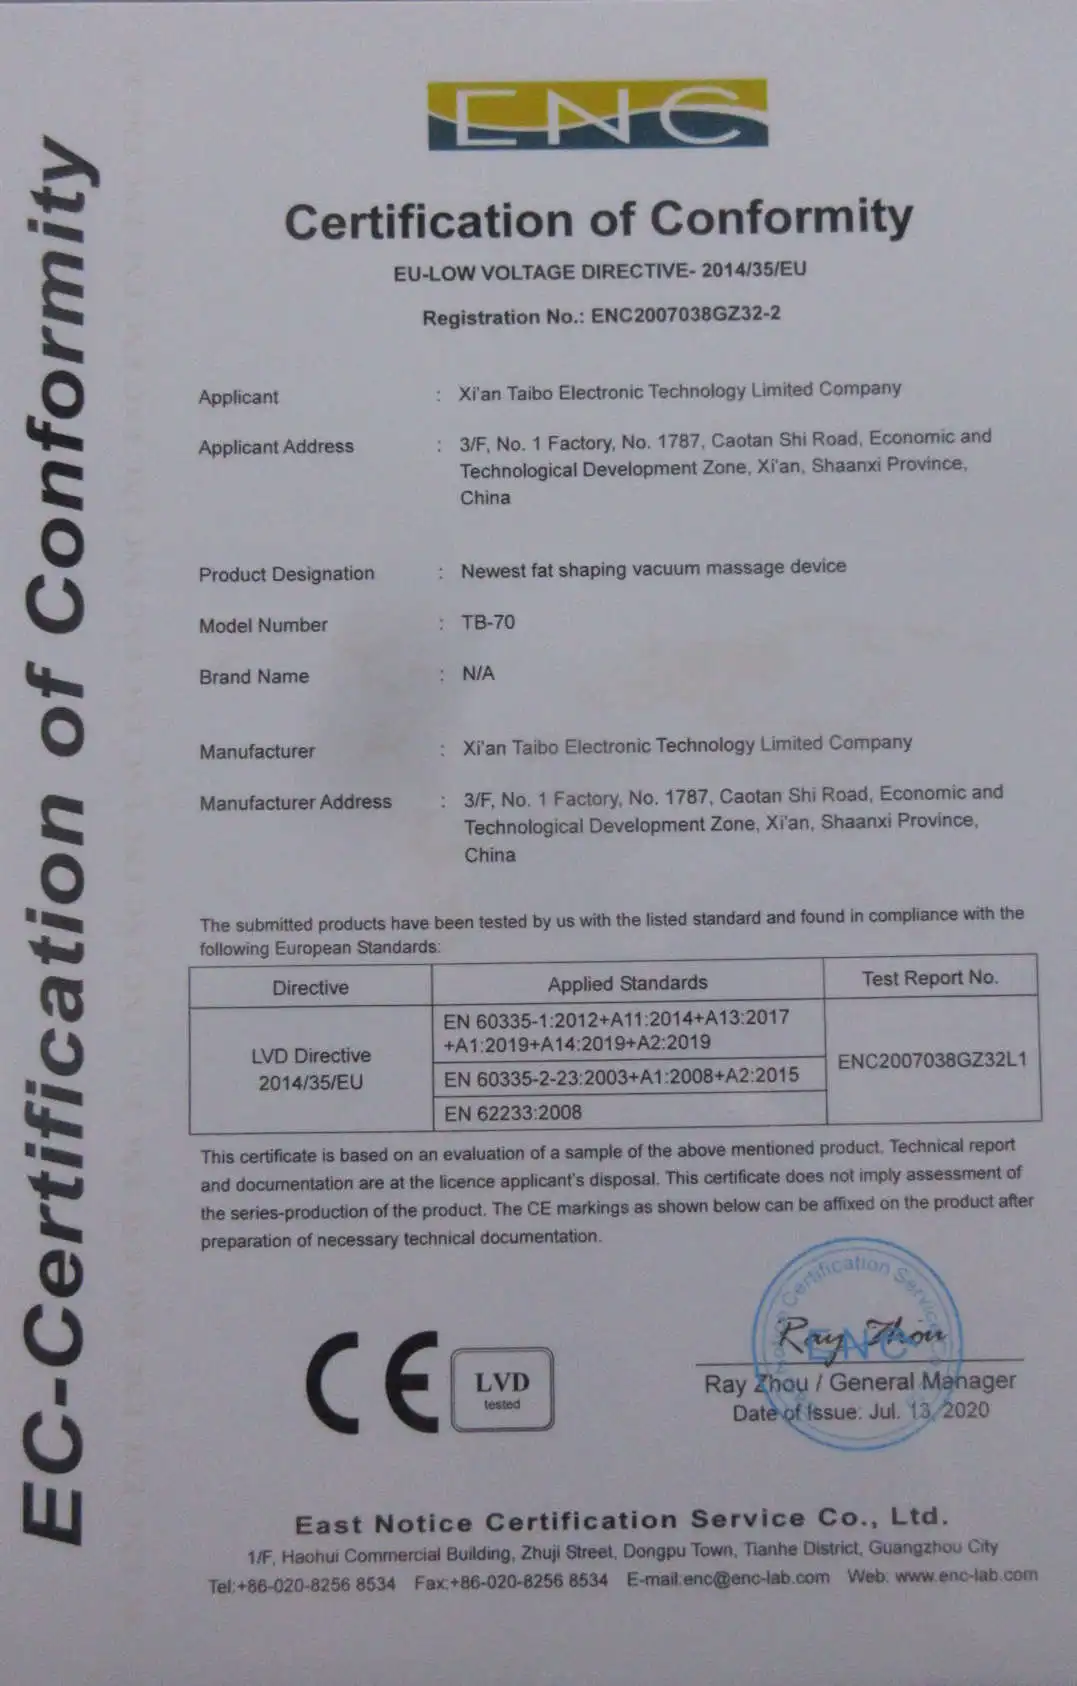 EC-Certification of Conformity
ENC
Certification of Conformity
EU-LOW VOLTAGE DIRECTIVE- 2014/35/EU
Registration No.: ENC2007038GZ32-2
Applicant : Xi'an Taibo Electronic Technology Limited Company
Applicant Address : 3/F, No. 1 Factory, No. 1787, Caotan Shi Road, Economic and
Technological Development Zone, Xi'an, Shaanxi Province,
China
Product Designation : Newest fat shaping vacuum massage device
Model Number : TB-70
Brand Name : N/A
Manufacturer : Xi'an Taibo Electronic Technology Limited Company
Manufacturer Address : 3/F, No. 1 Factory, No. 1787, Caotan Shi Road, Economic and
Technological Development Zone, Xi'an, Shaanxi Province,
China
The submitted products have been tested by us with the listed standard and found in compliance with the
following European Standards:
Directive Applied Standards Test Report No.
LVD Directive
2014/35/EU
EN 60335-1:2012+A11:2014+A13:2017
+A1:2019+A14:2019+A2:2019
EN 60335-2-23:2003+A1:2008+A2:2015
EN 62233:2008
ENC2007038GZ32L1
This certificate is based on an evaluation of a sample of the above mentioned product. Technical report
and documentation are at the licence applicant's disposal. This certificate does not imply assessment of
the series-production of the product. The CE markings as shown below can be affixed on the product after
preparation of necessary technical documentation.
CE
LVD
tested
Certification Service
ENC
Ray Zhou
Ray Zhou / General Manager
Date of Issue: Jul. 13, 2020
East Notice Certification Service Co., Ltd.
1/F, Haohui Commercial Building, Zhuji Street, Dongpu Town, Tianhe District, Guangzhou City
Tel:+86-020-8256 8534 Fax:+86-020-8256 8534 E-mail:enc@enc-lab.com Web: www.enc-lab.com